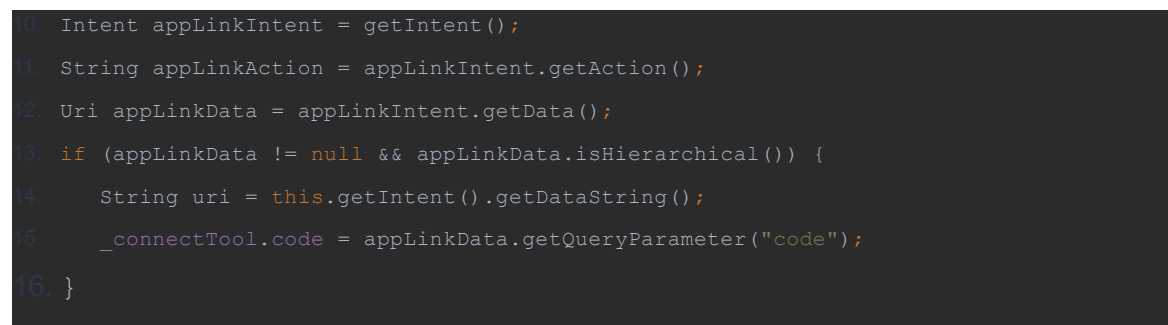 10. Intent appLinkIntent = getIntent();
11. String appLinkAction = appLinkIntent.getAction();
12. Uri appLinkData = appLinkIntent.getData();
13. if (appLinkData != null && appLinkData.isHierarchical()) {
14. String uri = this.getIntent().getDataString();
15. _connectTool.code = appLinkData.getQueryParameter("code");
16. }